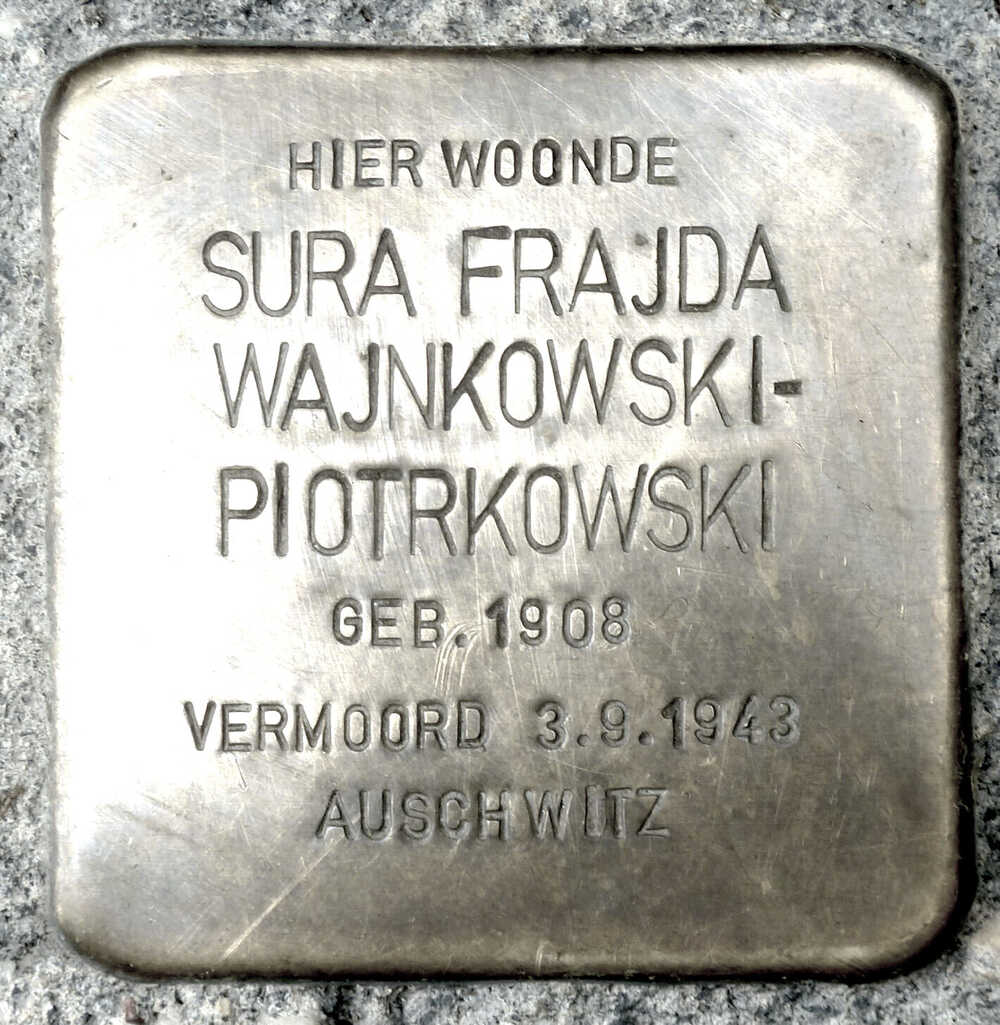 HIER WOONDE
SURA FRAJDA
WAJNKOWSKI-
PIOTRKOWSKI
GEB. 1908
VERMOORD 3.9.1943
AUSCHWITZ